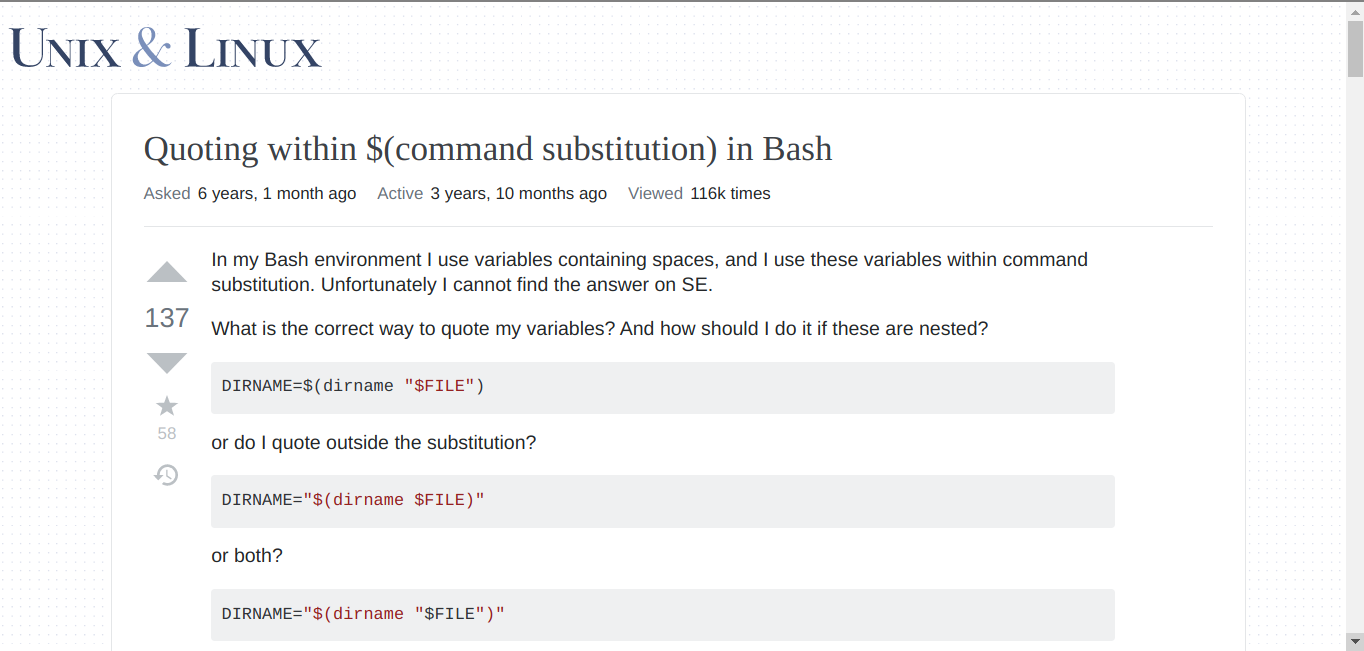 UNIX & LINUX
Quoting within $(command substitution) in Bash
Asked 6 years, 1 month ago Active 3 years, 10 months ago Viewed 116k times
In my Bash environment I use variables containing spaces, and I use these variables within command
substitution. Unfortunately I cannot find the answer on SE.
137
What is the correct way to quote my variables? And how should I do it if these are nested?
DIRNAME=$(dirname "$FILE")
58
or do I quote outside the substitution?
DIRNAME="$(dirname $FILE)"
or both?
DIRNAME="$(dirname "$FILE")"